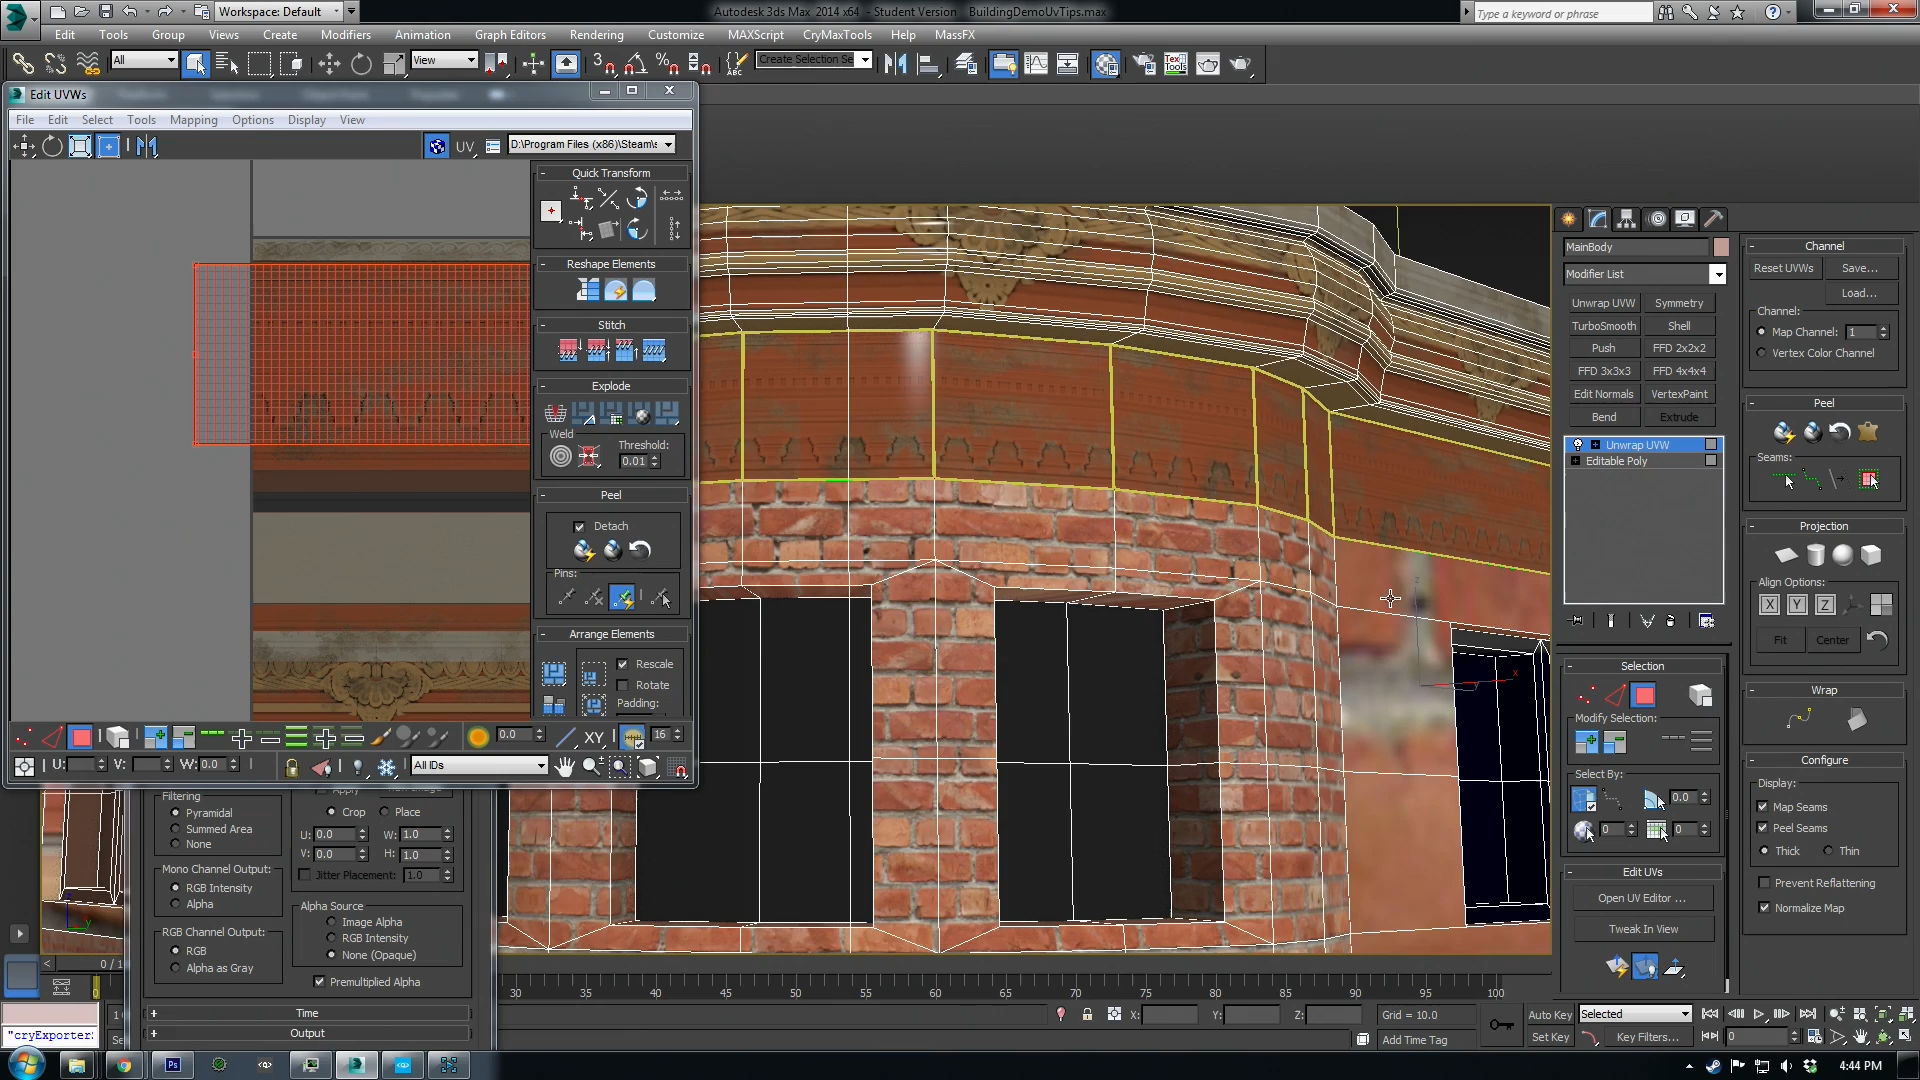 Workspace: Default
Autodesk 3ds Max 2014 x64 - Student Version BuildingDemoUvTips.max
Type a keyword or phrase
Edit Tools Group Views Create Modifiers Animation Graph Editors Rendering Customize MAXScript CryMaxTools Help MassFX
All
View
Create Selection Se
Edit UVWs
File Edit Select Tools Mapping Options Display View
UV
D:\Program Files (x86)\Steam\s
Quick Transform
Reshape Elements
Stitch
Explode
Weld
Threshold:
0.01
Peel
Detach
Pins:
Arrange Elements
Rescale
Rotate
Padding:
0.0
XY
16
U:
V:
W: 0.0
All IDs
Filtering
Pyramidal
Summed Area
None
Mono Channel Output:
RGB Intensity
Alpha
RGB Channel Output:
RGB
Alpha as Gray
Crop Place
U: 0.0 W: 1.0
V: 0.0 H: 1.0
Jitter Placement: 1.0
Alpha Source
Image Alpha
RGB Intensity
None (Opaque)
Premultiplied Alpha
Time
Output
MainBody
Modifier List
Unwrap UVW Symmetry
TurboSmooth Shell
Push FFD 2x2x2
FFD 3x3x3 FFD 4x4x4
Edit Normals VertexPaint
Bend Extrude
Unwrap UVW
Editable Poly
Selection
Modify Selection:
Select By:
0.0
0 0
Edit UVs
Open UV Editor ...
Tweak In View
Channel
Reset UVWs Save...
Load...
Channel:
Map Channel: 1
Vertex Color Channel
Peel
Seams:
Projection
Align Options:
X Y Z
Fit Center
Wrap
Configure
Display:
Map Seams
Peel Seams
Thick Thin
Prevent Reflattening
Normalize Map
z
x
y
0 / 1
30 35 40 45 50 55 60 65 70 75 80 85 90 95 100
X: Y: Z: Grid = 10.0
Add Time Tag
Auto Key Selected
Set Key Key Filters...
0
"cryExporter:
4:44 PM